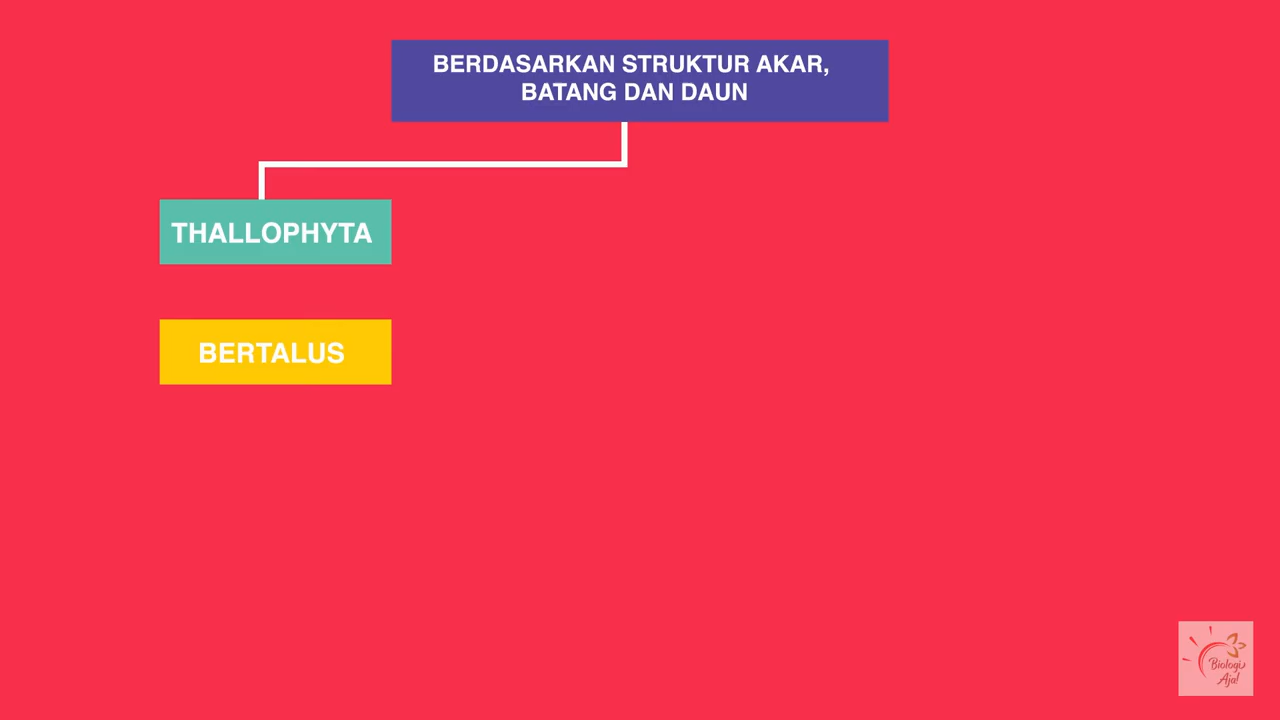 BERDASARKAN STRUKTUR AKAR,
BATANG DAN DAUN
THALLOPHYTA
BERTALUS
Biologi
Aja!